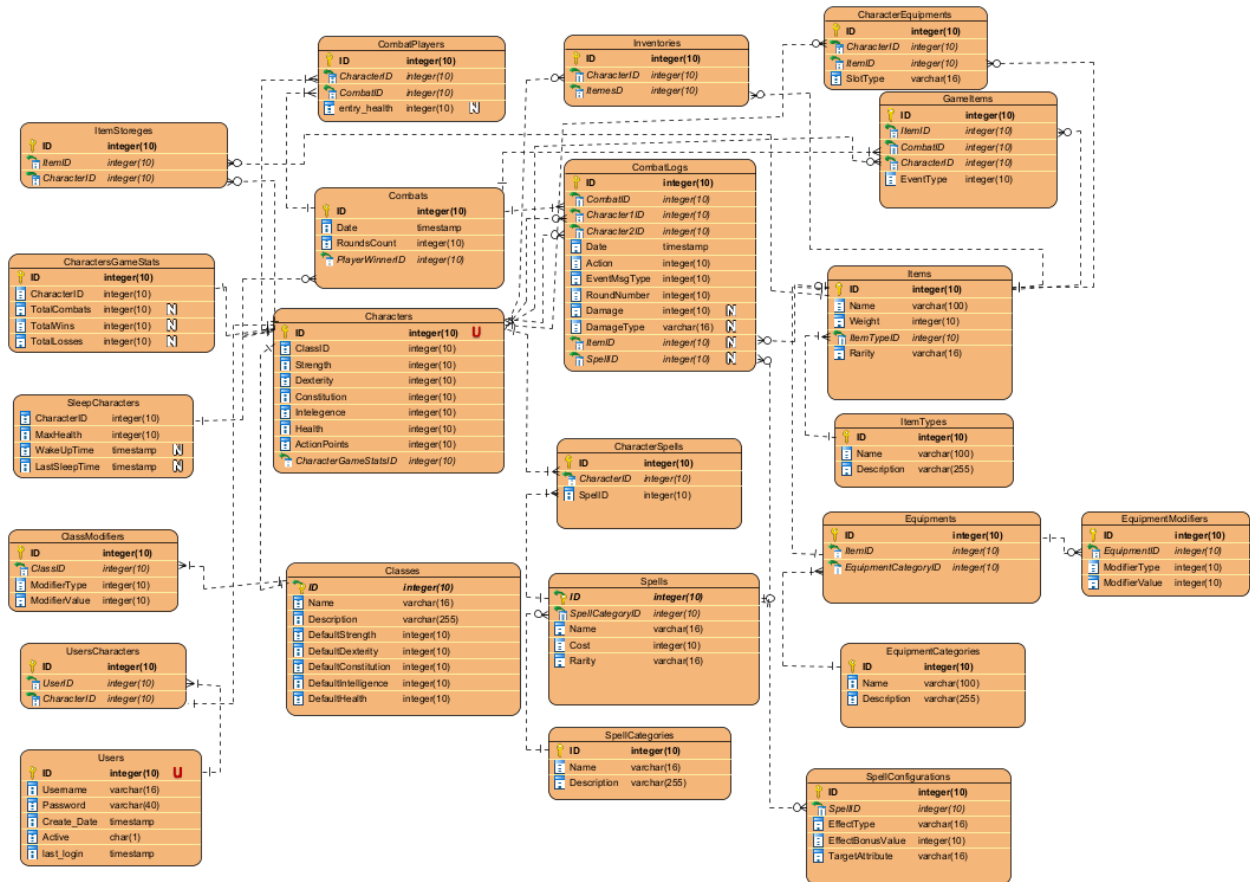 CombatPlayers
ID integer(10)
CharacterID integer(10)
CombatID integer(10)
entry_health integer(10) N
Inventories
ID integer(10)
CharacterID integer(10)
ItemesD integer(10)
CharacterEquipments
ID integer(10)
CharacterID integer(10)
ItemID integer(10)
SlotType varchar(16)
GameItems
ID integer(10)
ItemID integer(10)
CombatID integer(10)
CharacterID integer(10)
EventType integer(10)
ItemStoreges
ID integer(10)
ItemID integer(10)
CharacterID integer(10)
Combats
ID integer(10)
Date timestamp
RoundsCount integer(10)
PlayerWinnerID integer(10)
CombatLogs
ID integer(10)
CombatID integer(10)
Character1ID integer(10)
Character2ID integer(10)
Date timestamp
Action integer(10)
EventMsgType integer(10)
RoundNumber integer(10)
Damage integer(10) N
DamageType varchar(16) N
ItemID integer(10) N
SpellID integer(10) N
CharactersGameStats
ID integer(10)
CharacterID integer(10)
TotalCombats integer(10) N
TotalWins integer(10) N
TotalLosses integer(10) N
Items
ID integer(10)
Name varchar(100)
Weight integer(10)
ItemTypeID integer(10)
Rarity varchar(16)
Characters
ID integer(10) U
ClassID integer(10)
Strength integer(10)
Dexterity integer(10)
Constitution integer(10)
Intelegence integer(10)
Health integer(10)
ActionPoints integer(10)
CharacterGameStatsID integer(10)
SleepCharacters
CharacterID integer(10)
MaxHealth integer(10)
WakeUpTime timestamp N
LastSleepTime timestamp N
ItemTypes
ID integer(10)
Name varchar(100)
Description varchar(255)
CharacterSpells
ID integer(10)
CharacterID integer(10)
SpellD integer(10)
ClassModifiers
ID integer(10)
ClassID integer(10)
ModifierType integer(10)
ModifierValue integer(10)
Equipments
ID integer(10)
ItemID integer(10)
EquipmentCategoryID integer(10)
EquipmentModifiers
ID integer(10)
EquipmentID integer(10)
ModifierType integer(10)
ModifierValue integer(10)
Classes
ID integer(10)
Name varchar(16)
Description varchar(255)
DefaultStrength integer(10)
DefaultDexterity integer(10)
DefaultConstitution integer(10)
DefaultIntelligence integer(10)
DefaultHealth integer(10)
Spells
ID integer(10)
SpellCategoryID integer(10)
Name varchar(16)
Cost integer(10)
Rarity varchar(16)
UsersCharacters
UserID integer(10)
CharacterID integer(10)
EquipmentCategories
ID integer(10)
Name varchar(100)
Description varchar(255)
SpellCategories
ID integer(10)
Name varchar(16)
Description varchar(255)
Users
ID integer(10) U
Username varchar(16)
Password varchar(40)
Create_Date timestamp
Active char(1)
last_login timestamp
SpellConfigurations
ID integer(10)
SpellID integer(10)
EffectType varchar(16)
EffectBonusValue integer(10)
TargetAttribute varchar(16)